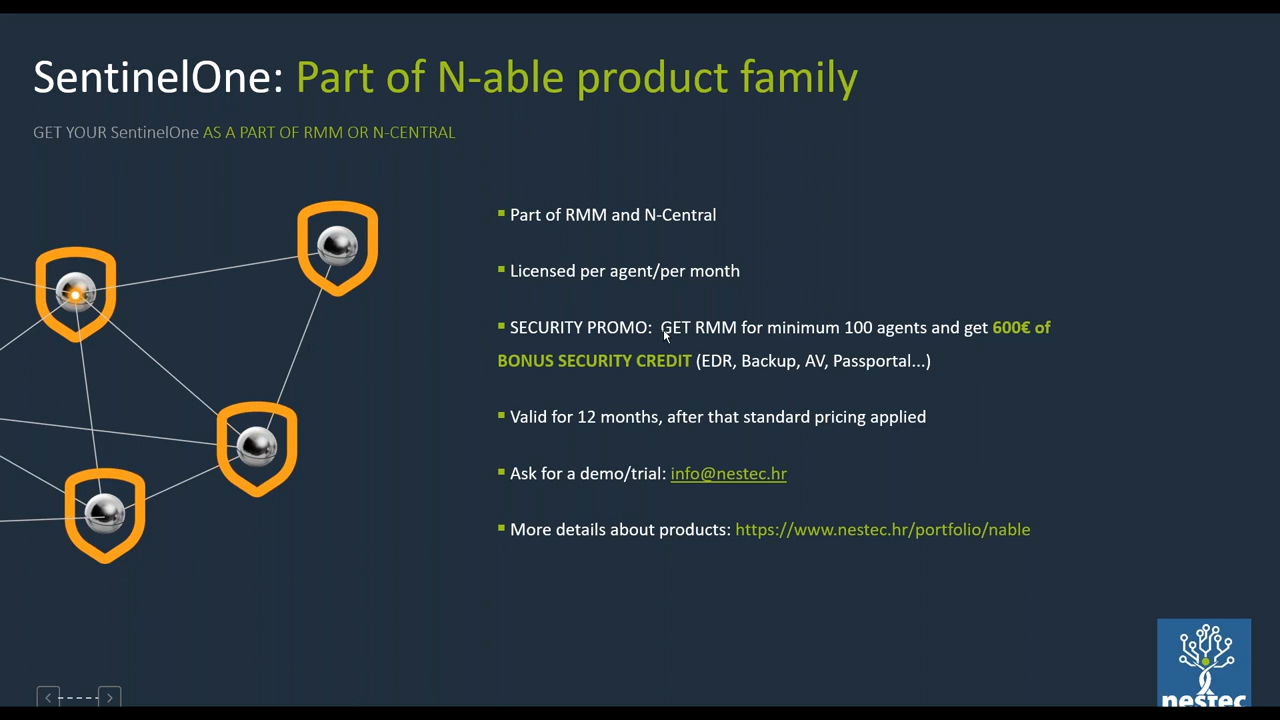 SentinelOne: Part of N-able product family
GET YOUR SentinelOne AS A PART OF RMM OR N-CENTRAL
▪ Part of RMM and N-Central
▪ Licensed per agent/per month
▪ SECURITY PROMO: GET RMM for minimum 100 agents and get 600€ of
BONUS SECURITY CREDIT (EDR, Backup, AV, Passportal...)
▪ Valid for 12 months, after that standard pricing applied
▪ Ask for a demo/trial: info@nestec.hr
▪ More details about products: https://www.nestec.hr/portfolio/nable
nestec